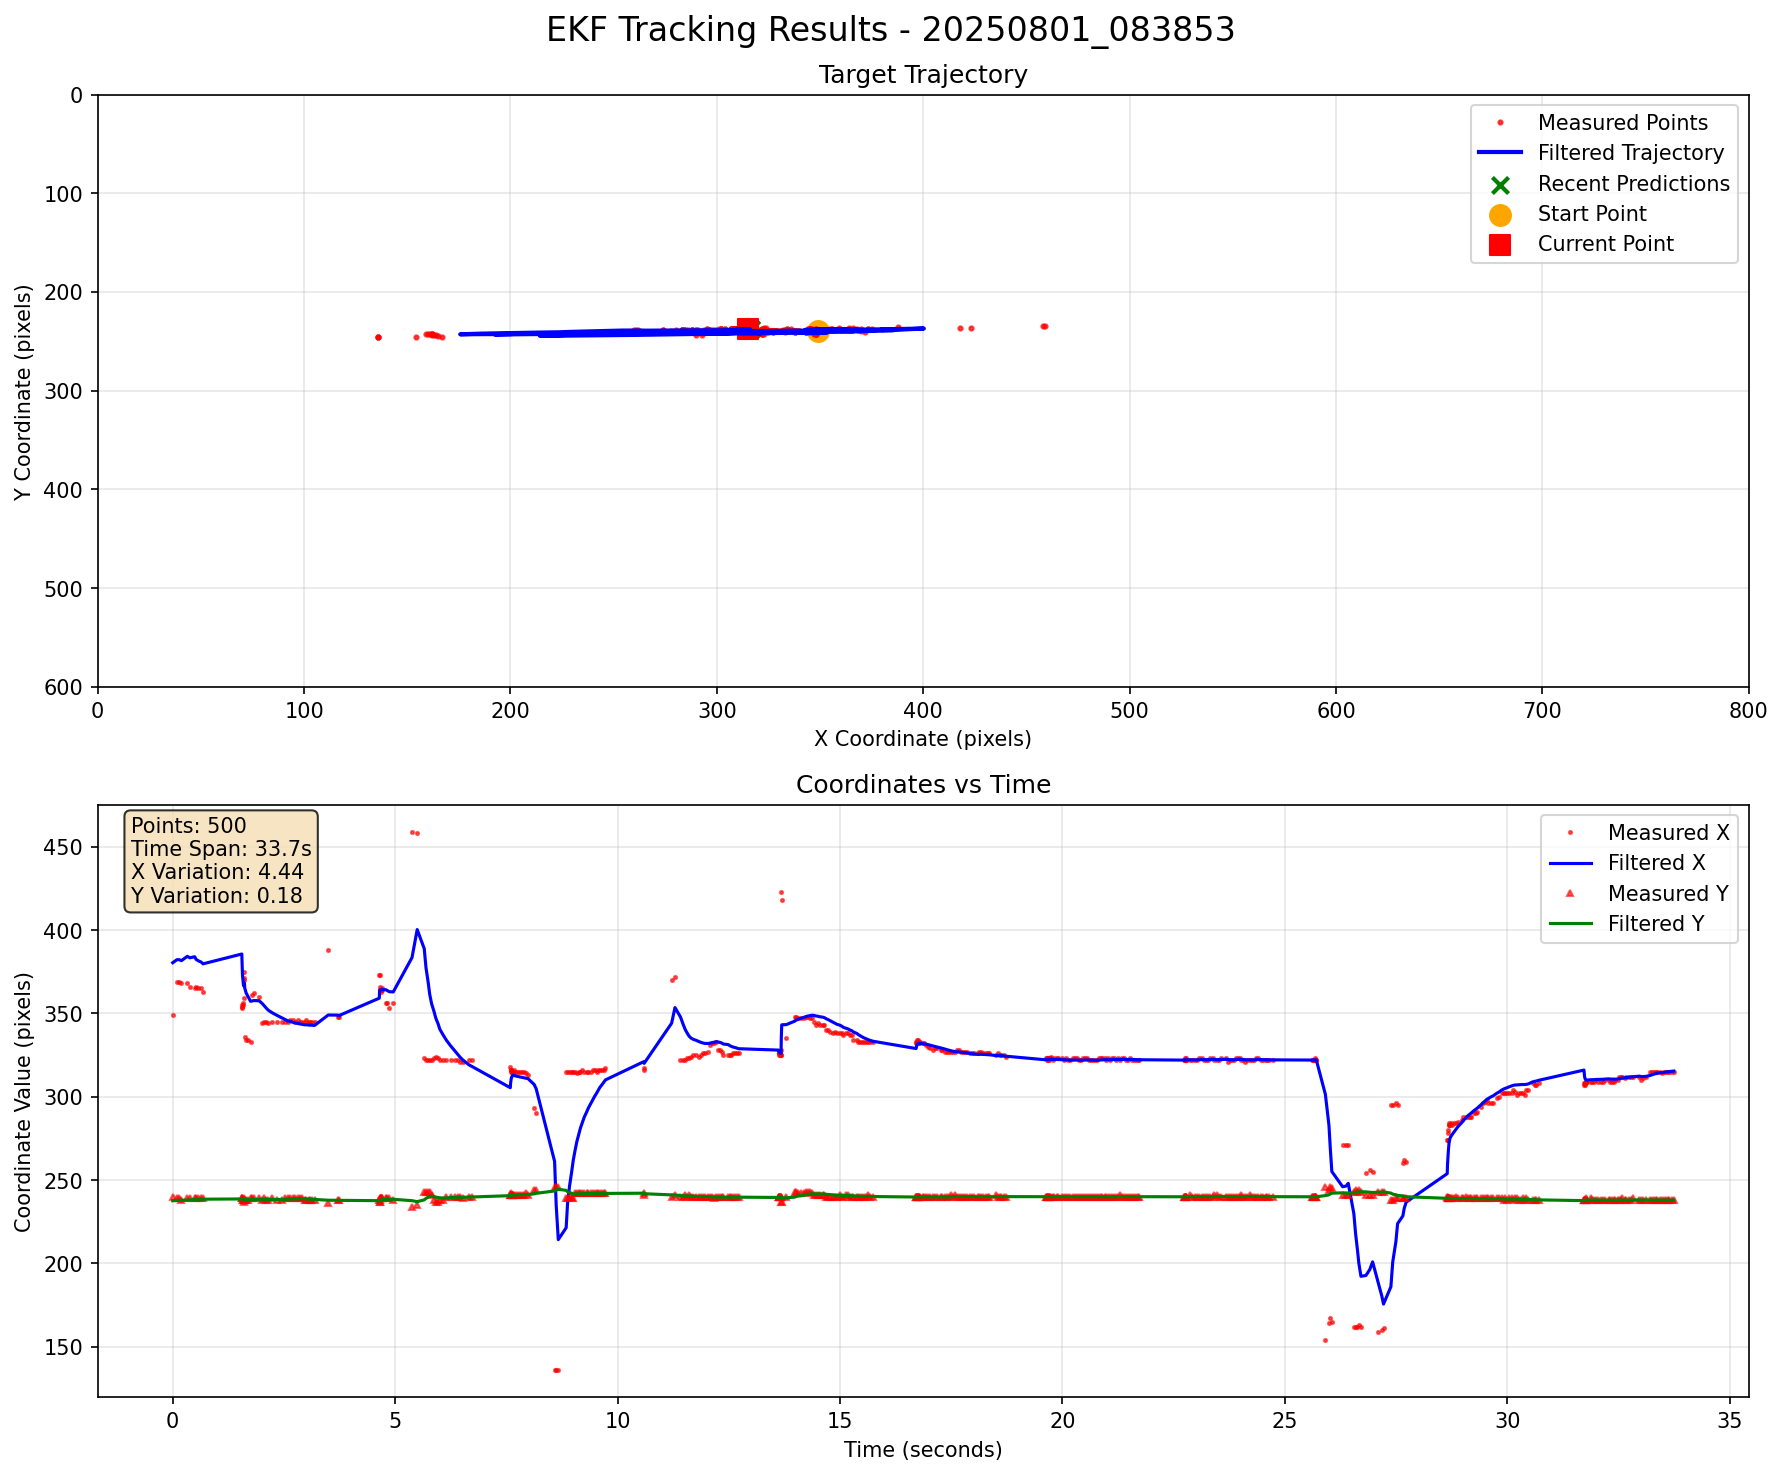 EKF Tracking Results - 20250801_083853
Target Trajectory
0
100
200
300
400
500
600
Y Coordinate (pixels)
Measured Points
Filtered Trajectory
Recent Predictions
Start Point
Current Point
0 100 200 300 400 500 600 700 800
X Coordinate (pixels)
Coordinates vs Time
Points: 500
Time Span: 33.7s
X Variation: 4.44
Y Variation: 0.18
Measured X
Filtered X
Measured Y
Filtered Y
450
400
350
300
250
200
150
Coordinate Value (pixels)
0 5 10 15 20 25 30 35
Time (seconds)